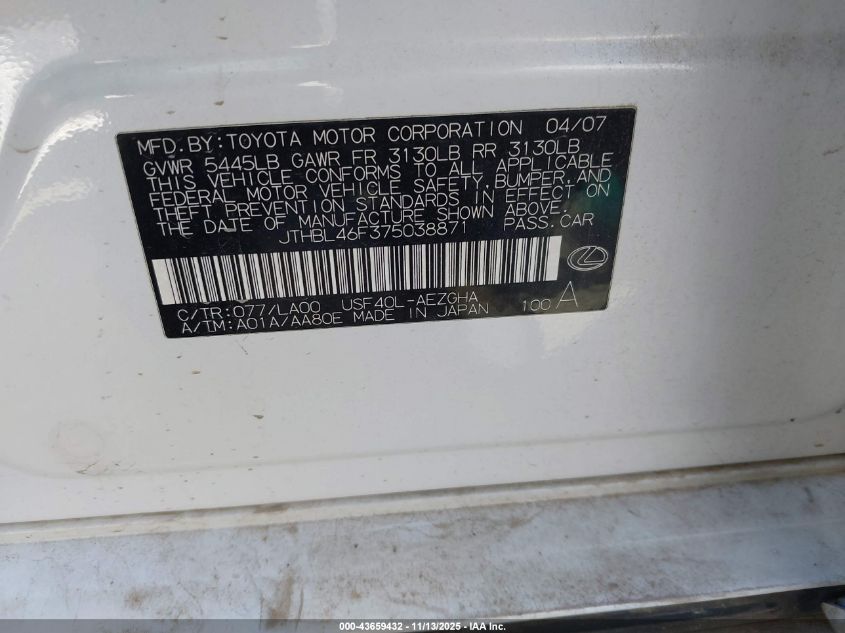 MFD. BY: TOYOTA MOTOR CORPORATION 04/07
GVWR 5445LB GAWR FR 3130LB RR 3130LB
THIS VEHICLE CONFORMS TO ALL APPLICABLE
FEDERAL MOTOR VEHICLE SAFETY, BUMPER, AND
THEFT PREVENTION STANDARDS IN EFFECT ON
THE DATE OF MANUFACTURE SHOWN ABOVE.
JTHBL46F375038871 PASS. CAR
C/TR: 077/LA00 USF40L-AEZGHA
A/TM: A01A/AA80E MADE IN JAPAN 100 A
000-43659432 - 11/13/2025 - IAA Inc.